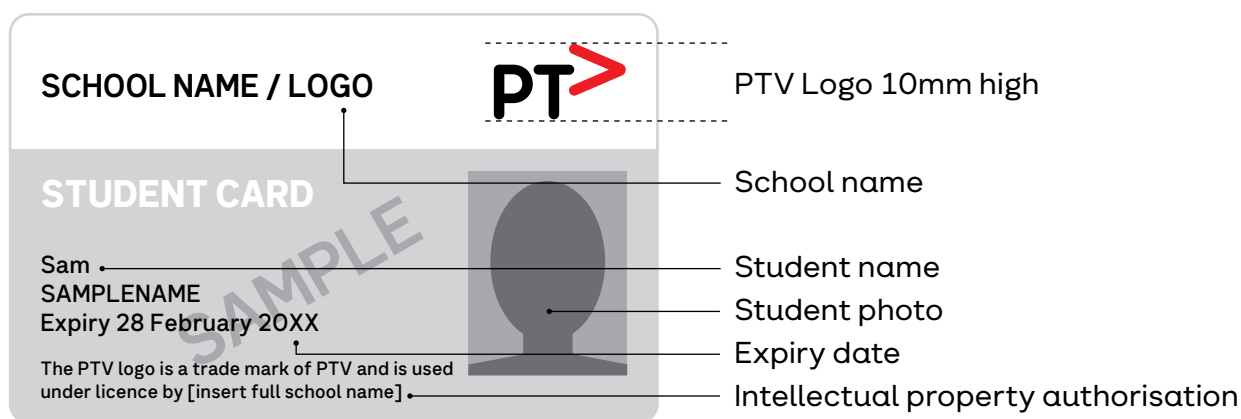 SCHOOL NAME / LOGO
PT
PTV Logo 10mm high
School name
STUDENT CARD
SAMPLE
Sam
SAMPLENAME
Expiry 28 February 20XX
The PTV logo is a trade mark of PTV and is used
under licence by [insert full school name]
Student name
Student photo
Expiry date
Intellectual property authorisation